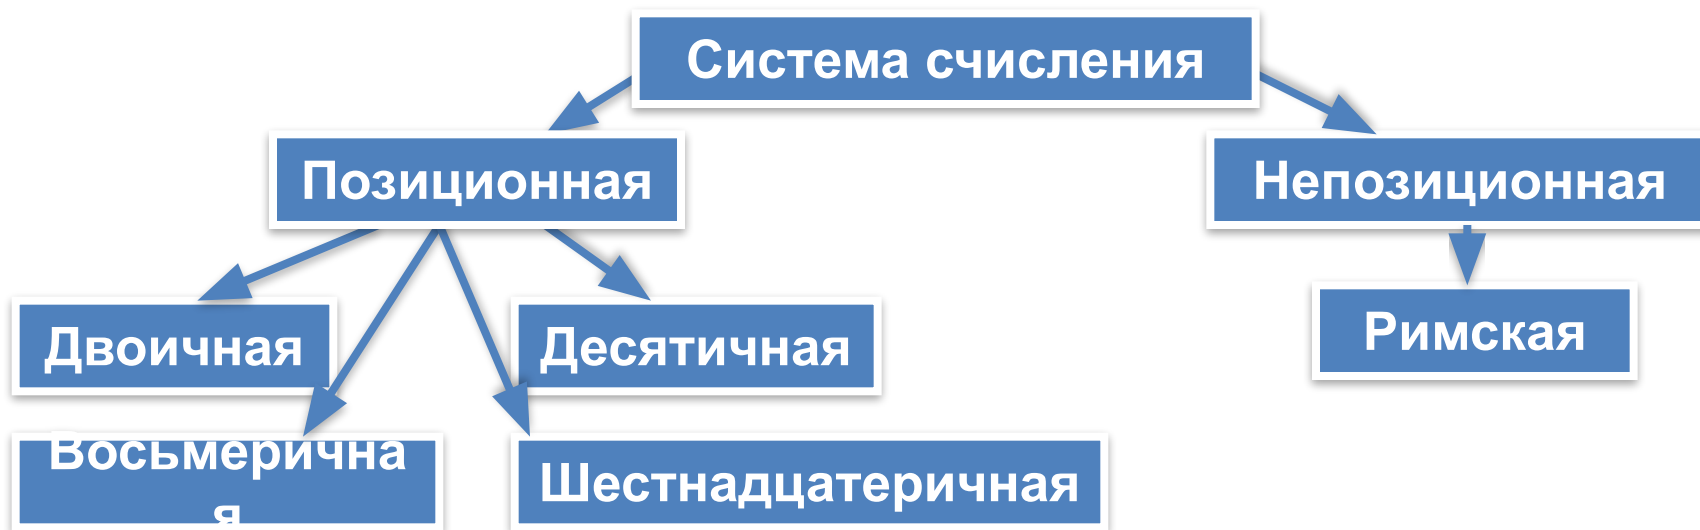 Система счисления
Позиционная
Непозиционная
Двоичная
Десятичная
Римская
Восьмерична
я
Шестнадцатеричная